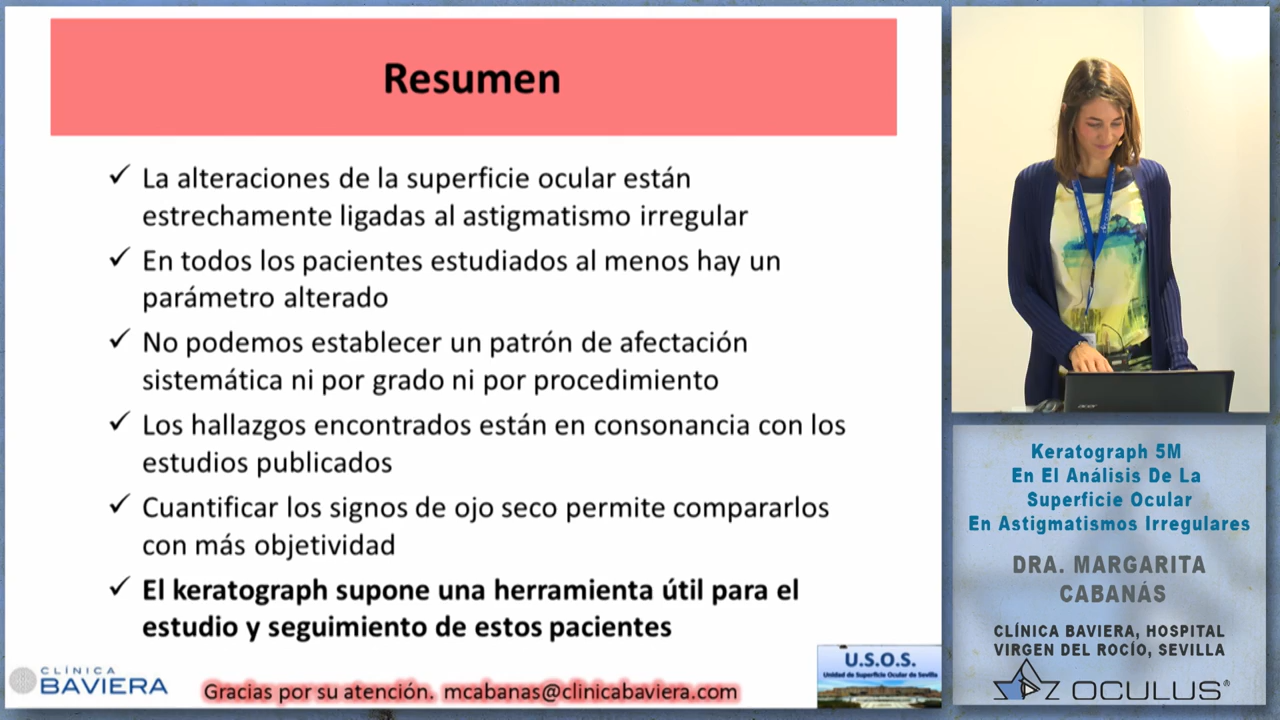 Resumen
La alteraciones de la superficie ocular están
estrechamente ligadas al astigmatismo irregular
En todos los pacientes estudiados al menos hay un
parámetro alterado
No podemos establecer un patrón de afectación
sistemática ni por grado ni por procedimiento
Los hallazgos encontrados están en consonancia con los
estudios publicados
Cuantificar los signos de ojo seco permite compararlos
con más objetividad
El keratograph supone una herramienta útil para el
estudio y seguimiento de estos pacientes
CLÍNICA
BAVIERA
Gracias por su atención. mcabanas@clinicabaviera.com
U.S.O.S.
Unidad de Superficie Ocular de Sevilla
acer
Keratograph 5M
En El Análisis De La
Superficie Ocular
En Astigmatismos Irregulares
DRA. MARGARITA
CABANÁS
CLÍNICA BAVIERA, HOSPITAL
VIRGEN DEL ROCÍO, SEVILLA
OCULUS®